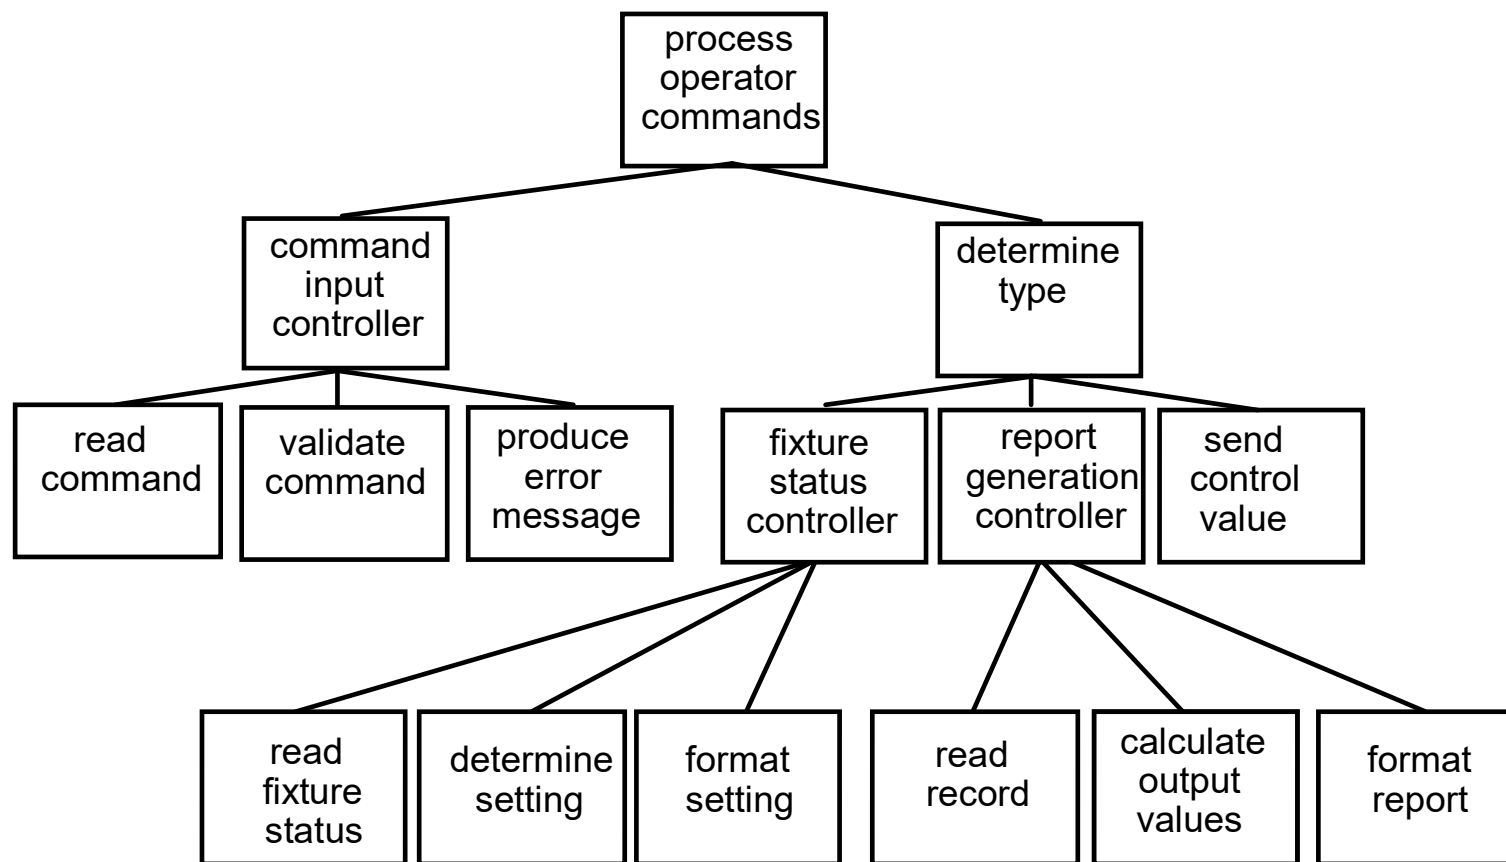 process
operator
commands
command
input
controller
determine
type
read
command
validate
command
produce
error
message
fixture
status
controller
report
generation
controller
send
control
value
read
fixture
status
determine
setting
format
setting
read
record
calculate
output
values
format
report